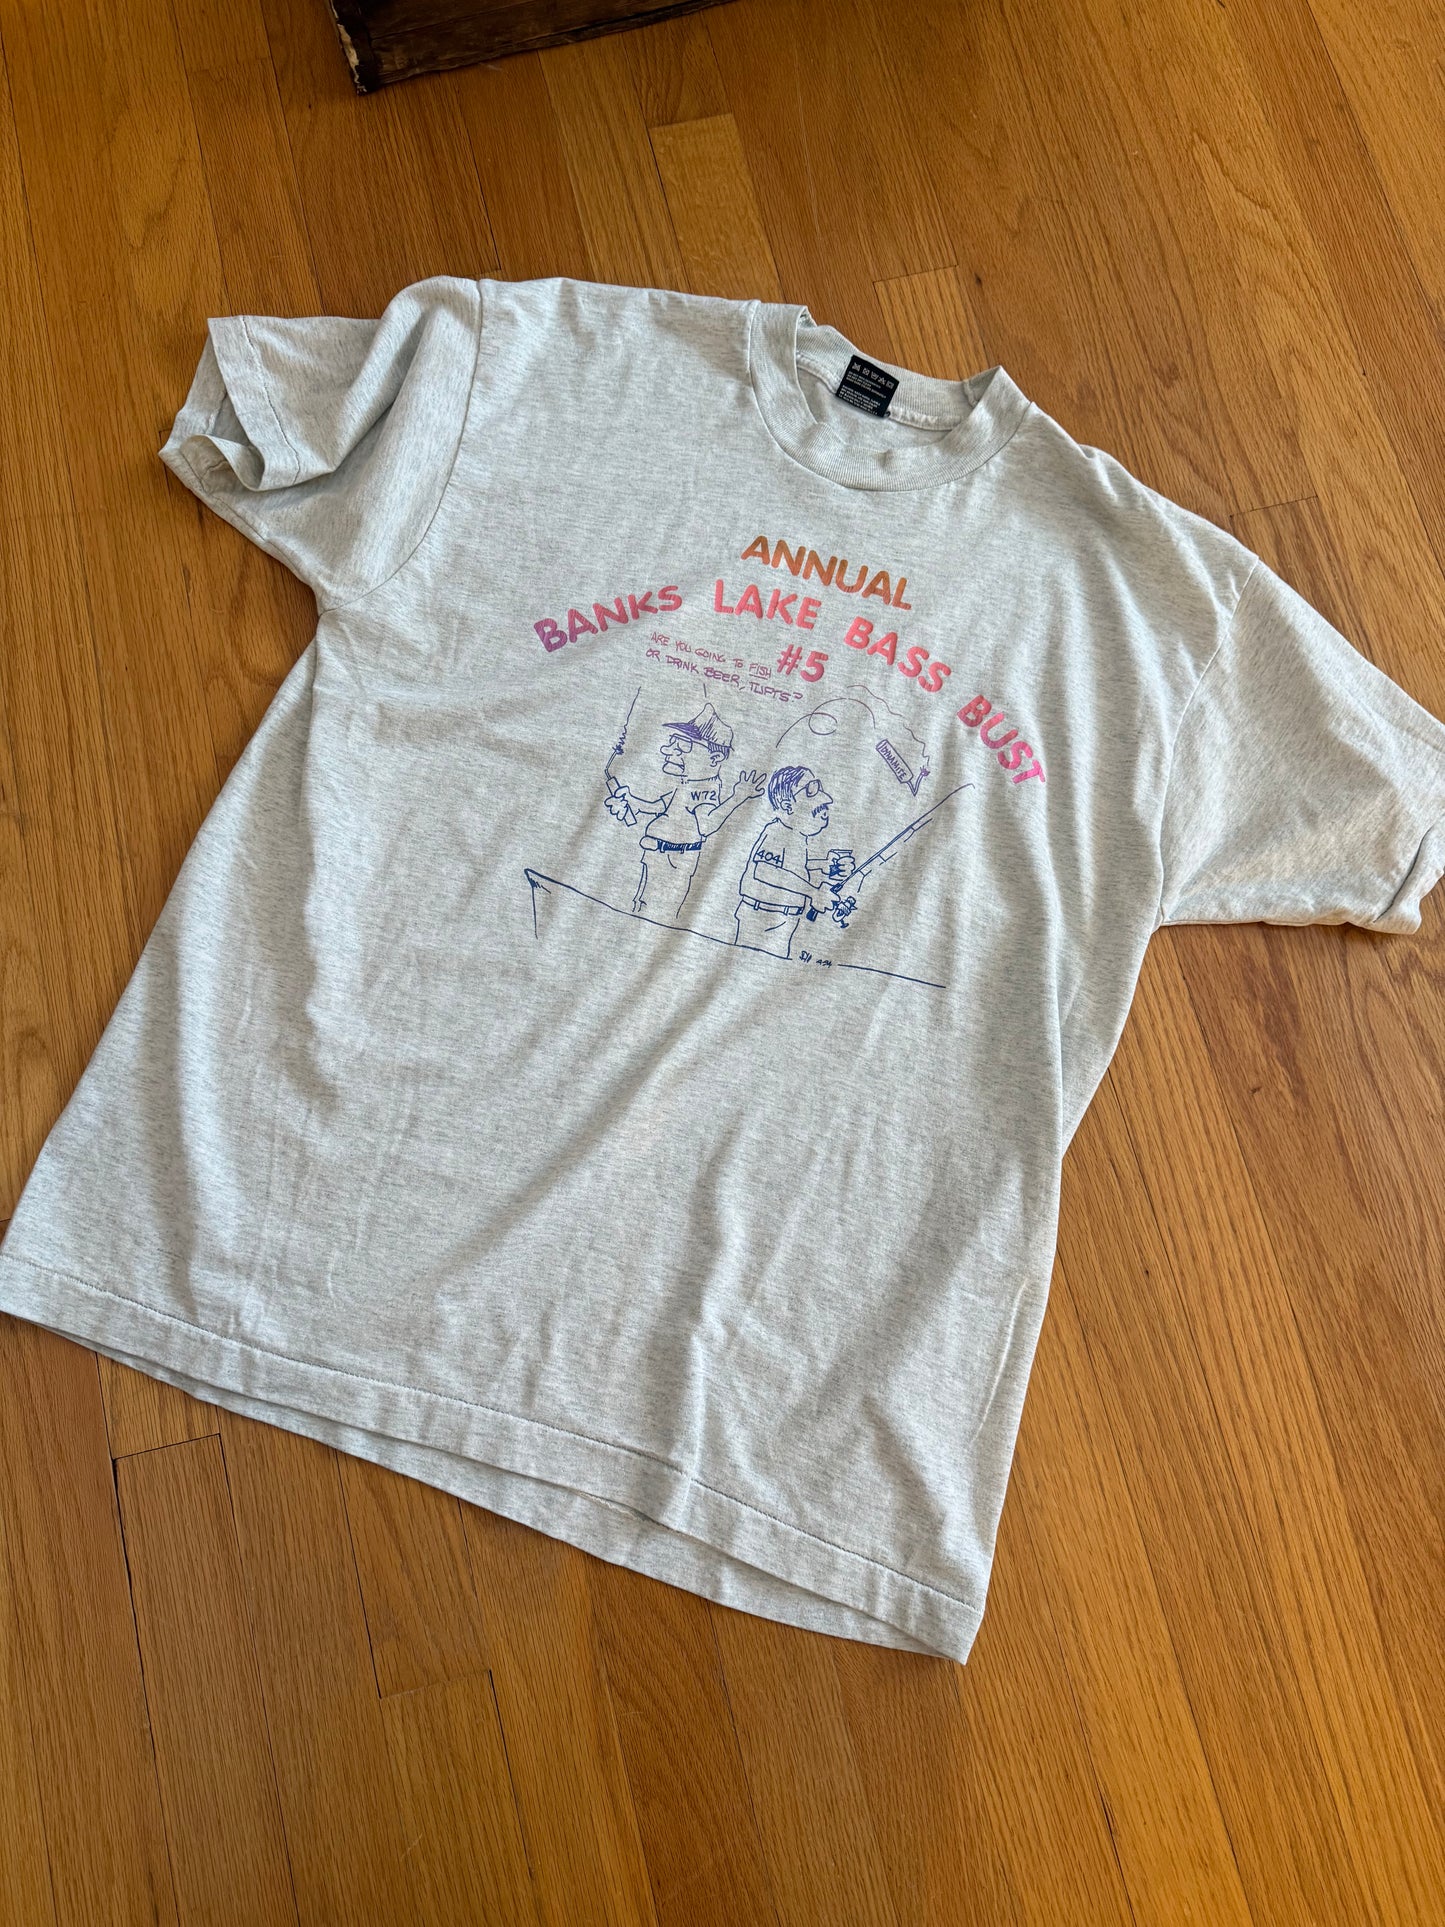 ANNUAL
BANKS LAKE BASS BUST
#5
ARE YOU GOING TO FISH
OR DRINK BEER, TUFTS?
DYNAMITE
W72
404